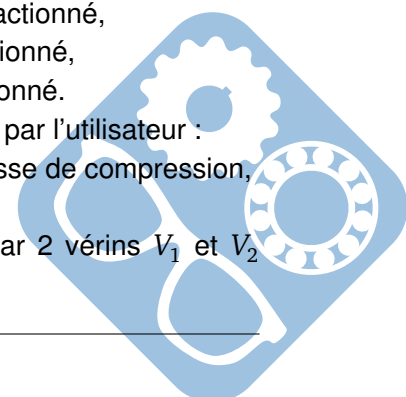 actionné,
ionné,
onné.
par l'utilisateur :
sse de compression,
ar 2 vérins V₁ et V₂